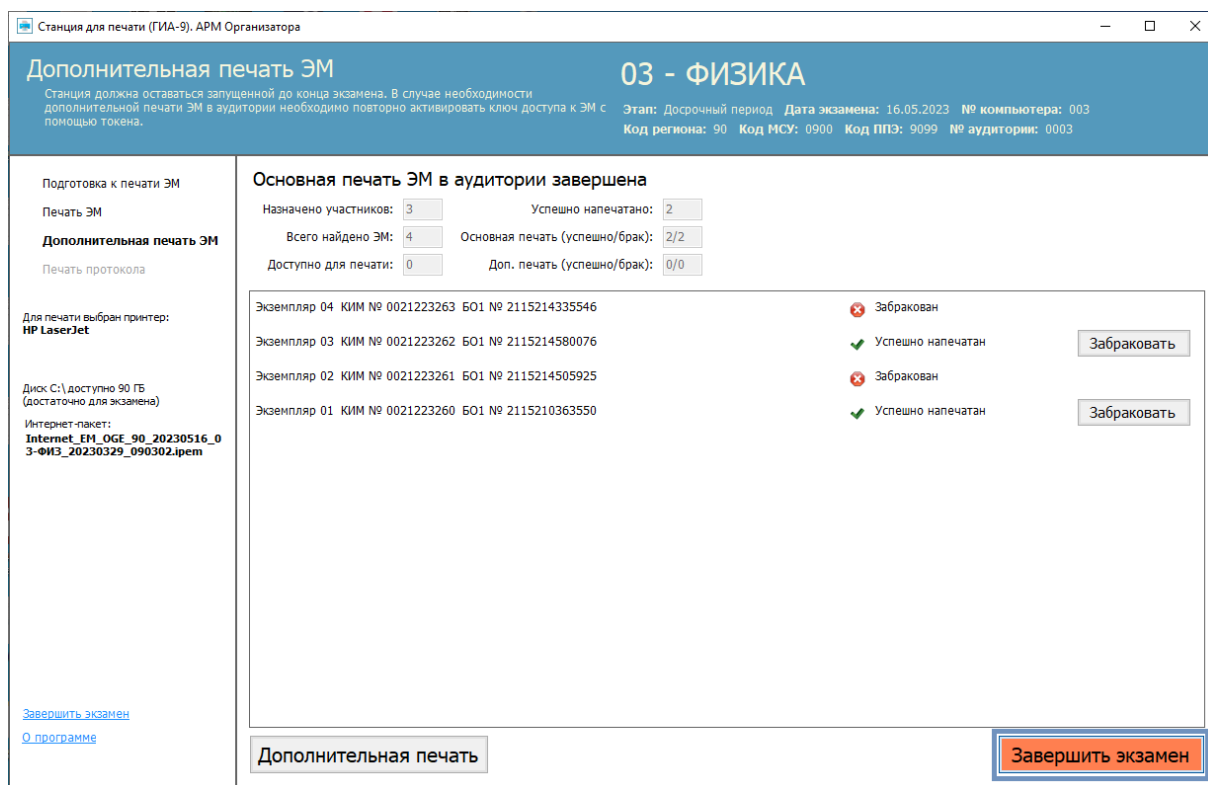 Станция для печати (ГИА-9). АРМ Организатора
Дополнительная печать ЭМ
Станция должна оставаться запущенной до конца экзамена. В случае необходимости
дополнительной печати ЭМ в аудитории необходимо повторно активировать ключ доступа к ЭМ с
помощью токена.
03 - ФИЗИКА
Этап: Досрочный период Дата экзамена: 16.05.2023 № компьютера: 003
Код региона: 90 Код МСУ: 0900 Код ППЭ: 9099 № аудитории: 0003
Подготовка к печати ЭМ
Печать ЭМ
Дополнительная печать ЭМ
Печать протокола
Для печати выбран принтер:
HP LaserJet
Диск C:\ доступно 90 ГБ
(достаточно для экзамена)
Интернет-пакет:
Internet_EM_OGE_90_20230516_0
3-ФИЗ_20230329_090302.ipem
Завершить экзамен
О программе
Основная печать ЭМ в аудитории завершена
Назначено участников: 3 Успешно напечатано: 2
Всего найдено ЭМ: 4 Основная печать (успешно/брак): 2/2
Доступно для печати: 0 Доп. печать (успешно/брак): 0/0
Экземпляр 04 КИМ № 0021223263 БО1 № 2115214335546 Забракован
Экземпляр 03 КИМ № 0021223262 БО1 № 2115214580076 Успешно напечатан Забраковать
Экземпляр 02 КИМ № 0021223261 БО1 № 2115214505925 Забракован
Экземпляр 01 КИМ № 0021223260 БО1 № 2115210363550 Успешно напечатан Забраковать
Дополнительная печать Завершить экзамен